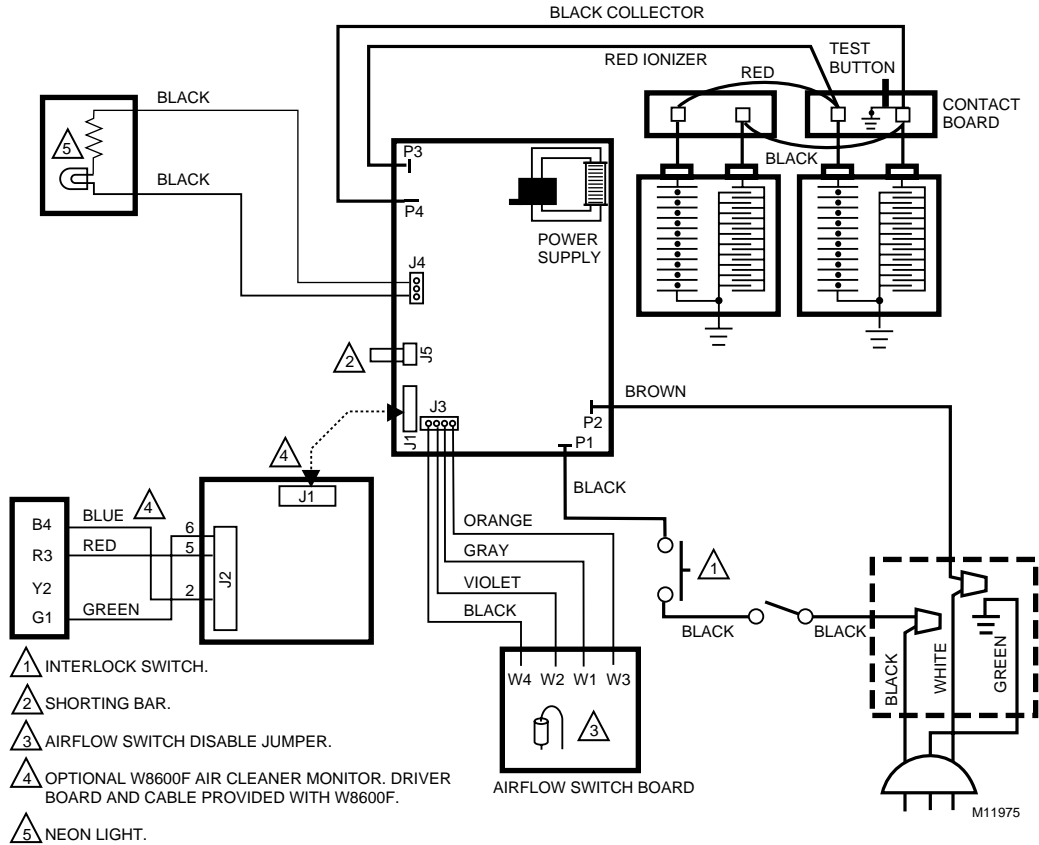 BLACK COLLECTOR
RED IONIZER
TEST
BUTTON
RED
BLACK
CONTACT
BOARD
5
P3
BLACK
BLACK
P4
POWER
SUPPLY
J4
2
J5
BROWN
J3
P2
J1
P1
4
BLACK
J1
4
B4
BLUE
6
ORANGE
R3
RED
5
GRAY
1
J2
Y2
2
VIOLET
G1
GREEN
BLACK
BLACK
BLACK
BLACK
WHITE
GREEN
1 INTERLOCK SWITCH.
W4 W2 W1 W3
2 SHORTING BAR.
3
3 AIRFLOW SWITCH DISABLE JUMPER.
4 OPTIONAL W8600F AIR CLEANER MONITOR. DRIVER
BOARD AND CABLE PROVIDED WITH W8600F.
AIRFLOW SWITCH BOARD
M11975
5 NEON LIGHT.